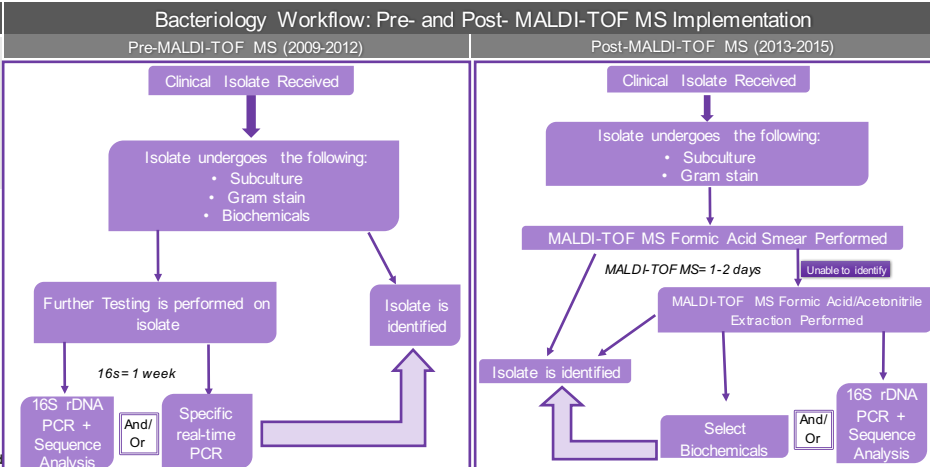 Bacteriology Workflow: Pre- and Post- MALDI-TOF MS Implementation
Pre-MALDI-TOF MS (2009-2012)
Clinical Isolate Received
Isolate undergoes the following:
• Subculture
• Gram stain
• Biochemicals
Further Testing is performed on
isolate
Isolate is
identified
16s= 1 week
16S rDNA
PCR +
Sequence
Analysis
And/
Or
Specific
real-time
PCR
Post-MALDI-TOF MS (2013-2015)
Clinical Isolate Received
Isolate undergoes the following:
• Subculture
• Gram stain
MALDI-TOF MS Formic Acid Smear Performed
MALDI-TOF MS= 1-2 days
Unable to identify
MALDI-TOF MS Formic Acid/Acetonitrile
Extraction Performed
Isolate is identified
Select
Biochemicals
And/
Or
16S rDNA
PCR +
Sequence
Analysis